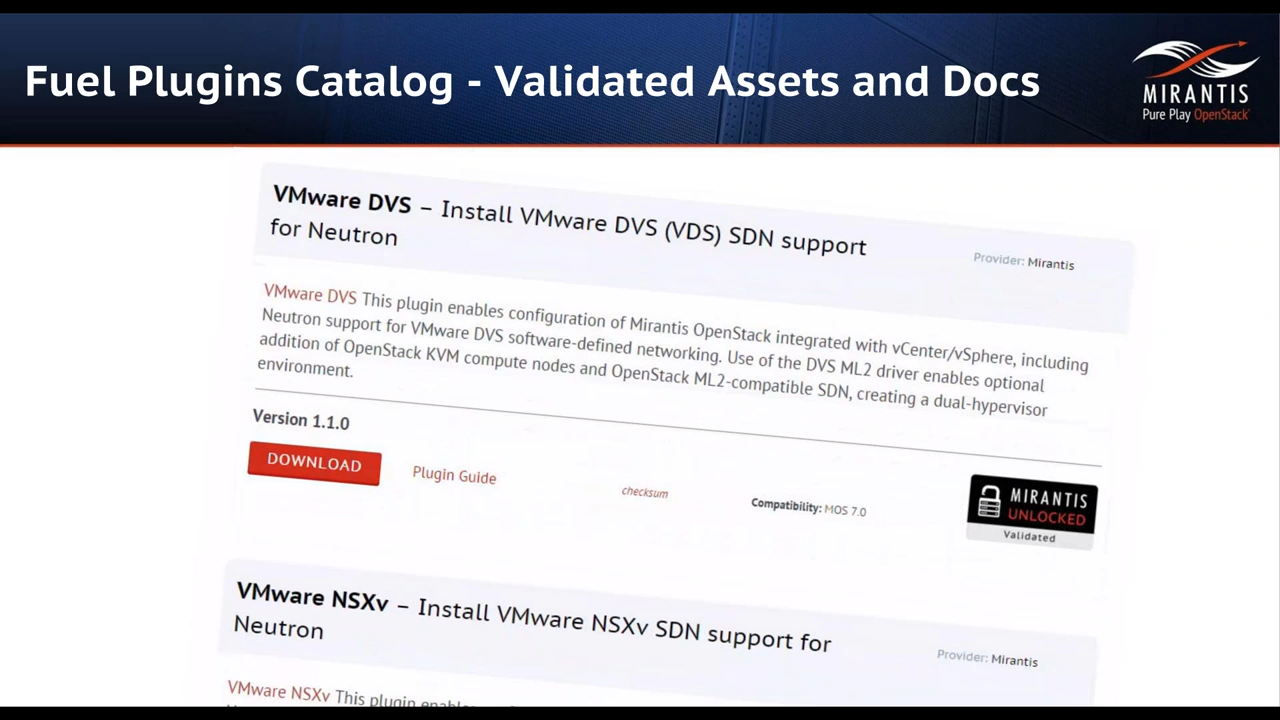 Fuel Plugins Catalog - Validated Assets and Docs
MIRANTIS
Pure Play OpenStack
VMware DVS – Install VMware DVS (VDS) SDN support
for Neutron
Provider: Mirantis
VMware DVS This plugin enables configuration of Mirantis OpenStack integrated with vCenter/vSphere, including
Neutron support for VMware DVS software-defined networking. Use of the DVS ML2 driver enables optional
addition of OpenStack KVM compute nodes and OpenStack ML2-compatible SDN, creating a dual-hypervisor
environment.
Version 1.1.0
DOWNLOAD
Plugin Guide
checksum
Compatibility: MOS 7.0
MIRANTIS
UNLOCKED
Validated
VMware NSXv – Install VMware NSXv SDN support for
Neutron
Provider: Mirantis
VMware NSXv This plugin